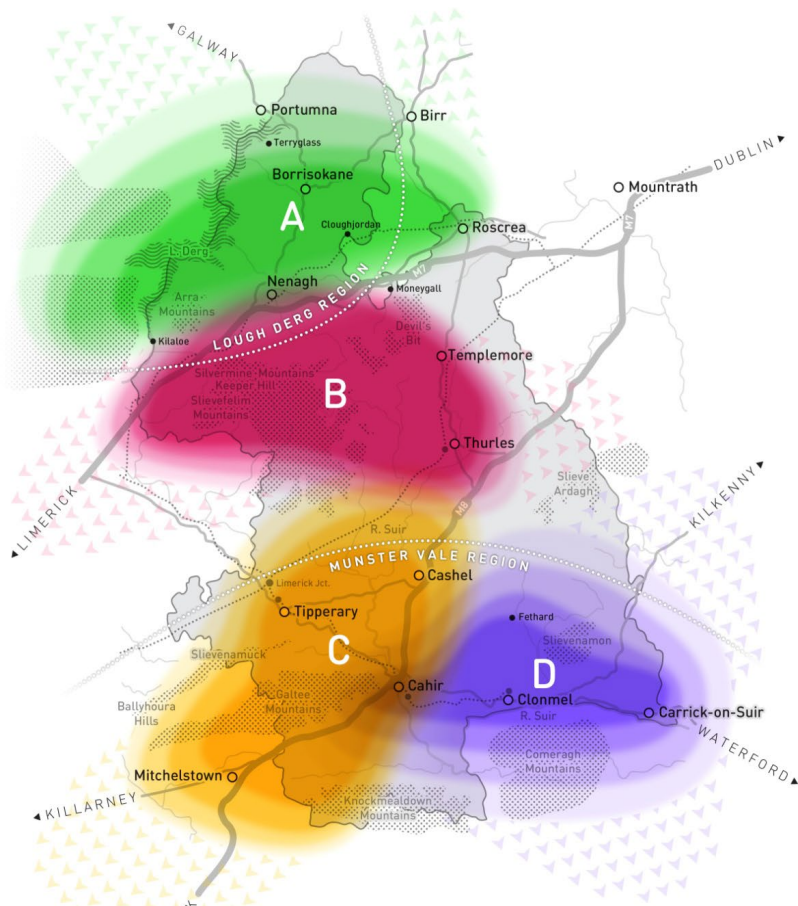 GALWAY
Portumna
Birr
Terryglass
DUBLIN
Borrisokane
Mountrath
A
M7
Cloughjordan
Roscrea
L. Derg
M7
Nenagh
Moneygall
Arra
Mountains
LOUGH DERG REGION
Devil's
Bit
Kilaloe
Templemore
Silvermine Mountains
Keeper Hill
Slievefelim
Mountains
B
Thurles
LIMERICK
Slieve
Ardagh
KILKENNY
M8
R. Suir
MUNSTER VALE REGION
Cashel
Limerick Jct.
Tipperary
Fethard
Slievenamuck
C
Slievenamon
D
Cahir
Galtee
Mountains
Clonmel
Ballyhoura
Hills
R. Suir
Carrick-on-Suir
WATERFORD
Comeragh
Mountains
Mitchelstown
KILLARNEY
Knockmealdown
Mountains